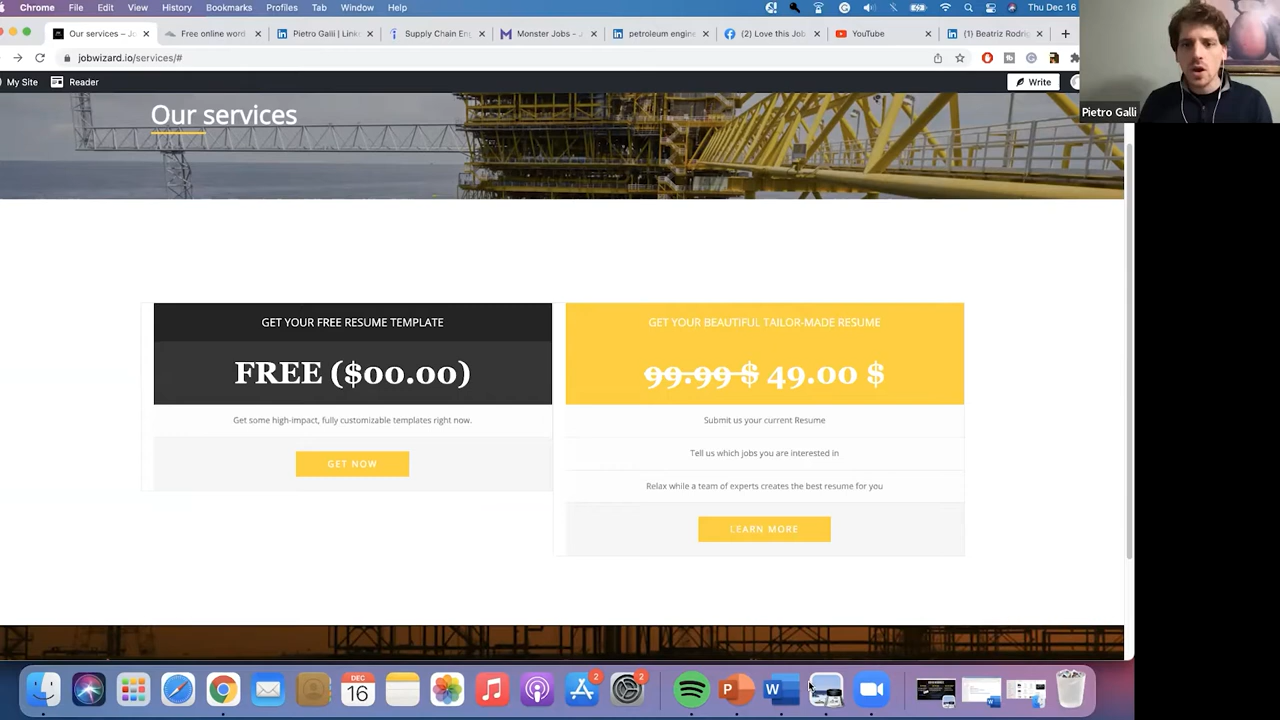 Chrome File Edit View History Bookmarks Profiles Tab Window Help Thu Dec 16
Our services – Jo Free online word Pietro Galli | Link Supply Chain Eng Monster Jobs - J petroleum engine (2) Love this Job YouTube (1) Beatriz Rodri
jobwizard.io/services/#
My Site Reader Write
Pietro Galli
Our services
GET YOUR FREE RESUME TEMPLATE
FREE ($00.00)
Get some high-impact, fully customizable templates right now.
GET NOW
GET YOUR BEAUTIFUL TAILOR-MADE RESUME
99.99 $ 49.00 $
Submit us your current Resume
Tell us which jobs you are interested in
Relax while a team of experts creates the best resume for you
LEARN MORE
DEC
16
2
2